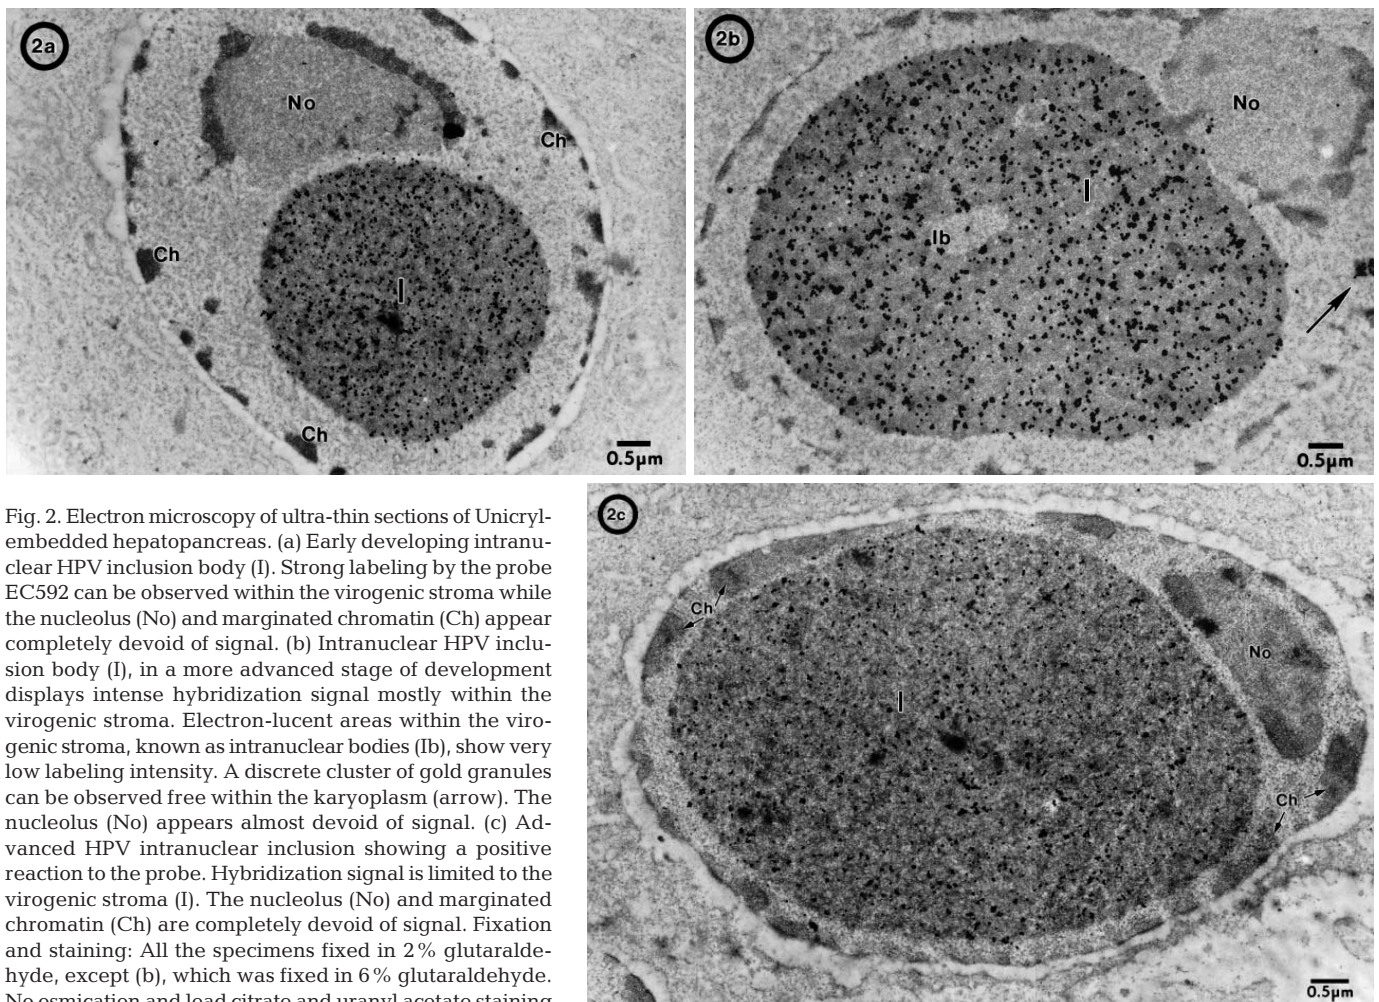 2a
No
Ch
Ch
I
Ch
0.5µm
2b
No
I
Ib
0.5µm
Fig. 2. Electron microscopy of ultra-thin sections of Unicryl-
embedded hepatopancreas. (a) Early developing intranu-
clear HPV inclusion body (I). Strong labeling by the probe
EC592 can be observed within the virogenic stroma while
the nucleolus (No) and marginated chromatin (Ch) appear
completely devoid of signal. (b) Intranuclear HPV inclu-
sion body (I), in a more advanced stage of development
displays intense hybridization signal mostly within the
virogenic stroma. Electron-lucent areas within the viro-
genic stroma, known as intranuclear bodies (Ib), show very
low labeling intensity. A discrete cluster of gold granules
can be observed free within the karyoplasm (arrow). The
nucleolus (No) appears almost devoid of signal. (c) Ad-
vanced HPV intranuclear inclusion showing a positive
reaction to the probe. Hybridization signal is limited to the
virogenic stroma (I). The nucleolus (No) and marginated
chromatin (Ch) are completely devoid of signal. Fixation
and staining: All the specimens fixed in 2% glutaralde-
hyde, except (b), which was fixed in 6% glutaraldehyde.
No osmication and lead citrate and uranyl acetate staining
2c
Ch
No
I
Ch
0.5µm